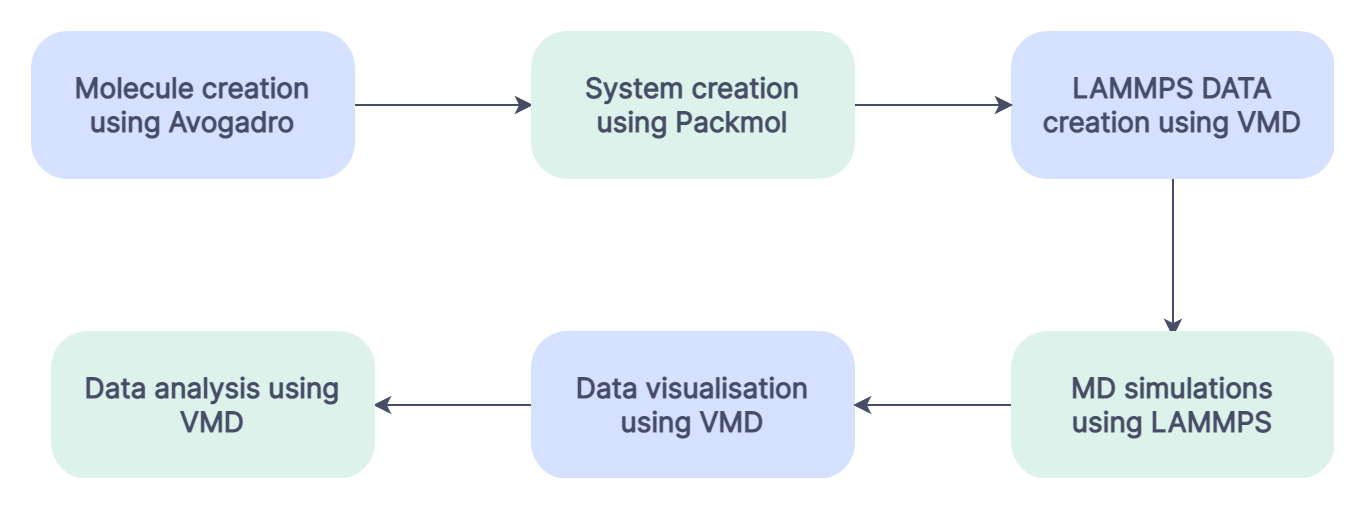 Molecule creation
using Avogadro
System creation
using Packmol
LAMMPS DATA
creation using VMD
Data analysis using
VMD
Data visualisation
using VMD
MD simulations
using LAMMPS